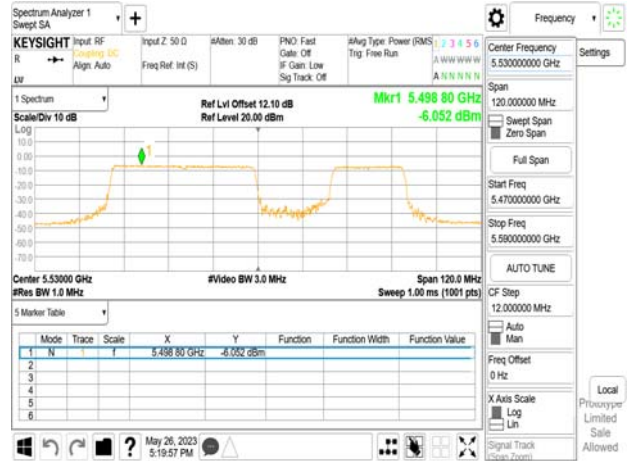 Spectrum Analyzer 1
Swept SA
+
Frequency
KEYSIGHT
R
LXI
Input: RF
Coupling: DC
Align: Auto
Input Z: 50 Ω
Freq Ref: Int (S)
#Atten: 30 dB
PNO: Fast
Gate: Off
IF Gain: Low
Sig Track: Off
#Avg Type: Power (RMS
Trig: Free Run
1 2 3 4 5 6
A W W W W W
A N N N N N
Center Frequency
5.530000000 GHz
Settings
1 Spectrum
Scale/Div 10 dB
Ref Lvl Offset 12.10 dB
Ref Level 20.00 dBm
Mkr1 5.498 80 GHz
-6.052 dBm
Span
120.000000 MHz
Swept Span
Zero Span
Full Span
Start Freq
5.470000000 GHz
Stop Freq
5.590000000 GHz
AUTO TUNE
CF Step
12.000000 MHz
Auto
Man
Freq Offset
0 Hz
X Axis Scale
Log
Lin
Signal Track
(Span Zoom)
Local
Prototype
Limited
Sale
Allowed
Log
10.0
0.00
-10.0
-20.0
-30.0
-40.0
-50.0
-60.0
-70.0
1
Center 5.53000 GHz
#Res BW 1.0 MHz
#Video BW 3.0 MHz
Span 120.0 MHz
Sweep 1.00 ms (1001 pts)
5 Marker Table
Mode Trace Scale X Y Function Function Width Function Value
1 N 1 f 5.498 80 GHz -6.052 dBm
2
3
4
5
6
?
May 26, 2023
5:19:57 PM